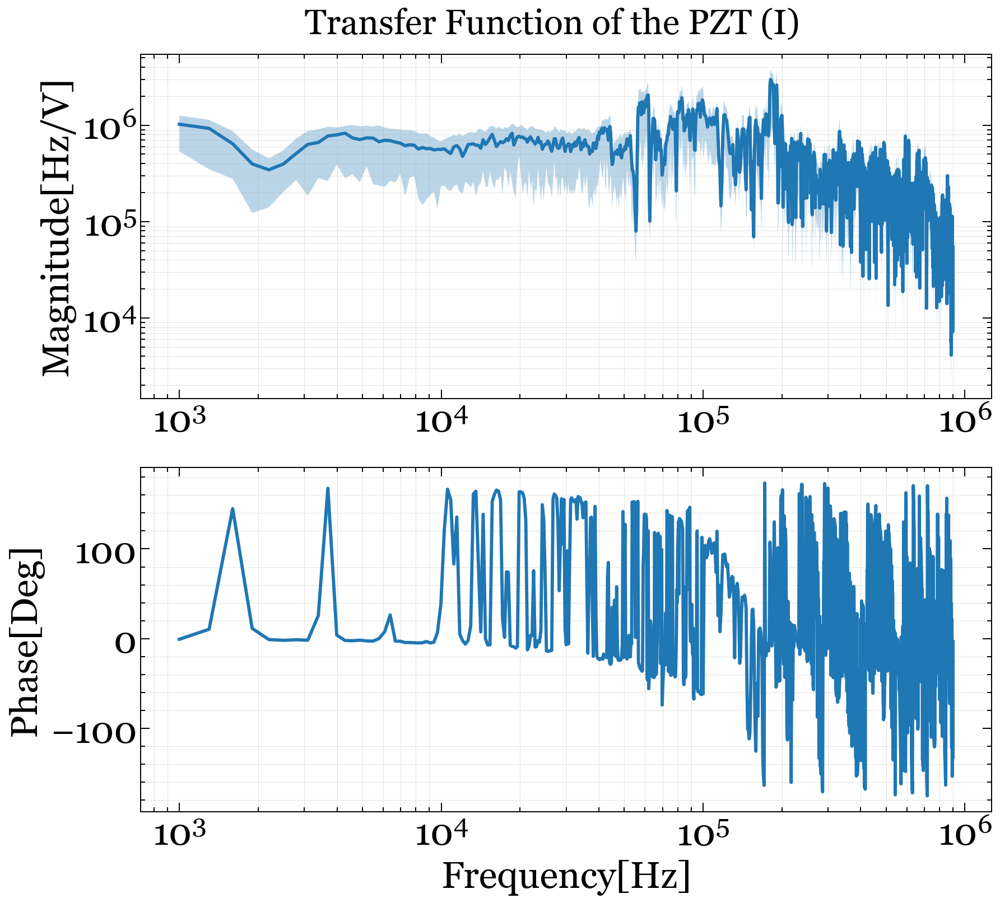 Transfer Function of the PZT (I)
Magnitude[Hz/V]
10⁶
10⁵
10⁴
10³ 10⁴ 10⁵ 10⁶
Phase[Deg]
100
0
−100
10³ 10⁴ 10⁵ 10⁶
Frequency[Hz]